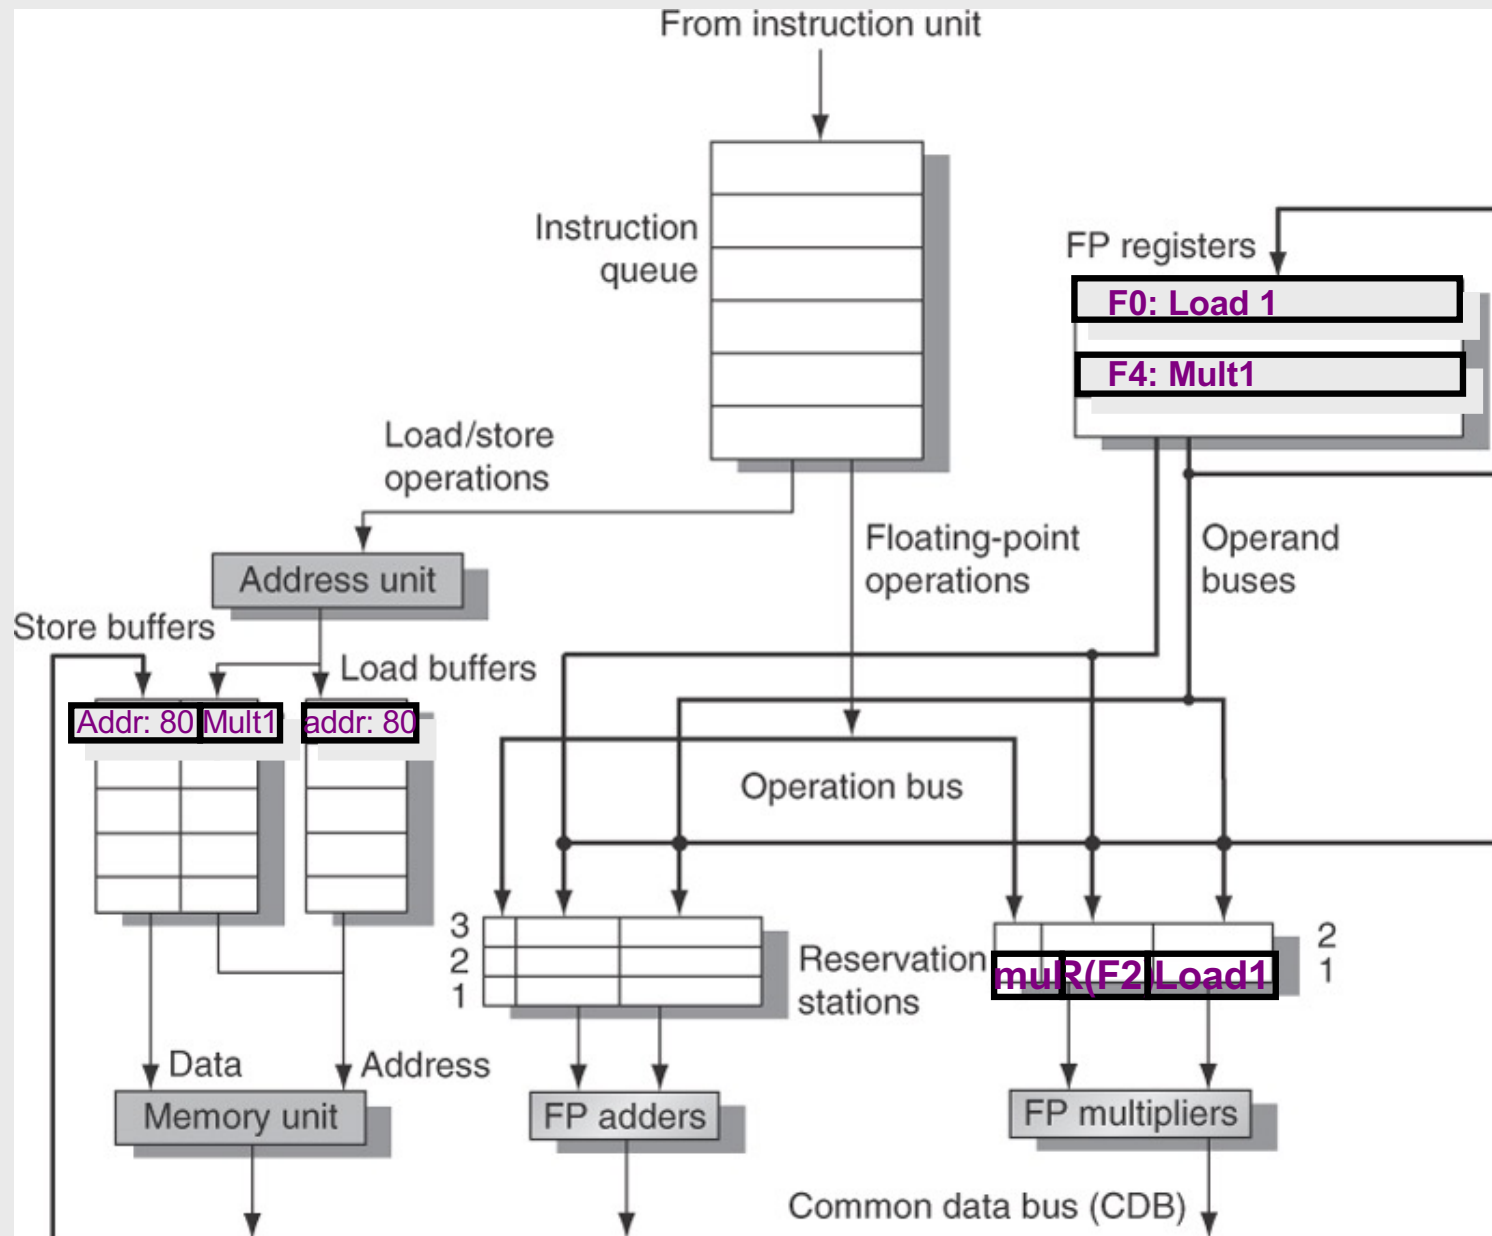 From instruction unit
Instruction
queue
FP registers
F0: Load 1
F4: Mult1
Load/store
operations
Floating-point
operations
Operand
buses
Address unit
Store buffers
Load buffers
Addr: 80 Mult1 addr: 80
Operation bus
3
2
1
Reservation
stations
2
1
mul R(F2 Load1
Data
Address
Memory unit
FP adders
FP multipliers
Common data bus (CDB)